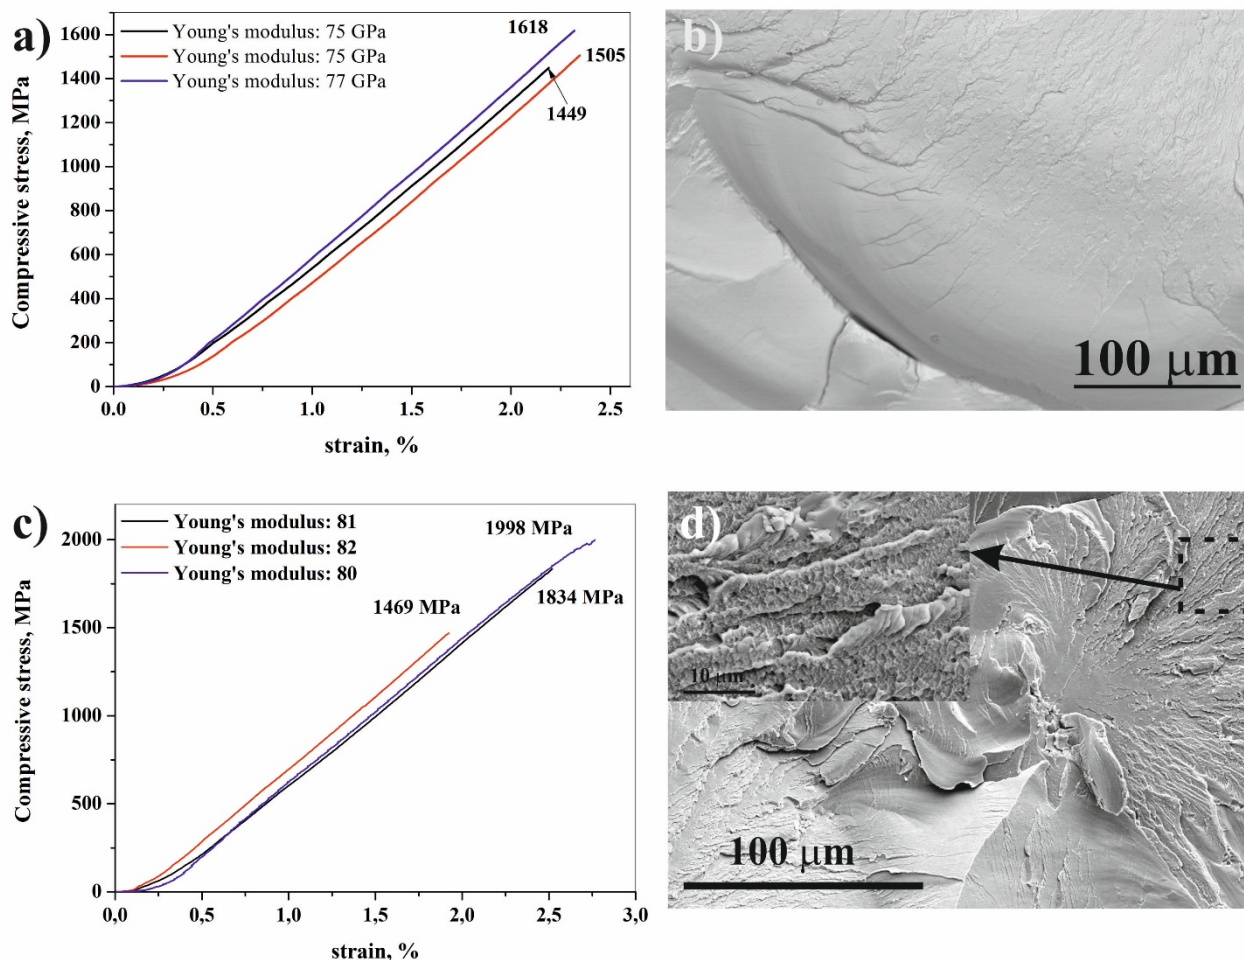 a)
Young's modulus: 75 GPa
Young's modulus: 75 GPa
Young's modulus: 77 GPa
1618
1505
1449
Compressive stress, MPa
1600
1400
1200
1000
800
600
400
200
0
0.0 0.5 1.0 1.5 2.0 2.5
strain, %
b)
100 μm
c)
Young's modulus: 81
Young's modulus: 82
Young's modulus: 80
1998 MPa
1469 MPa
1834 MPa
Compressive stress, MPa
2000
1500
1000
500
0
0,0 0,5 1,0 1,5 2,0 2,5 3,0
strain, %
d)
10 μm
100 μm